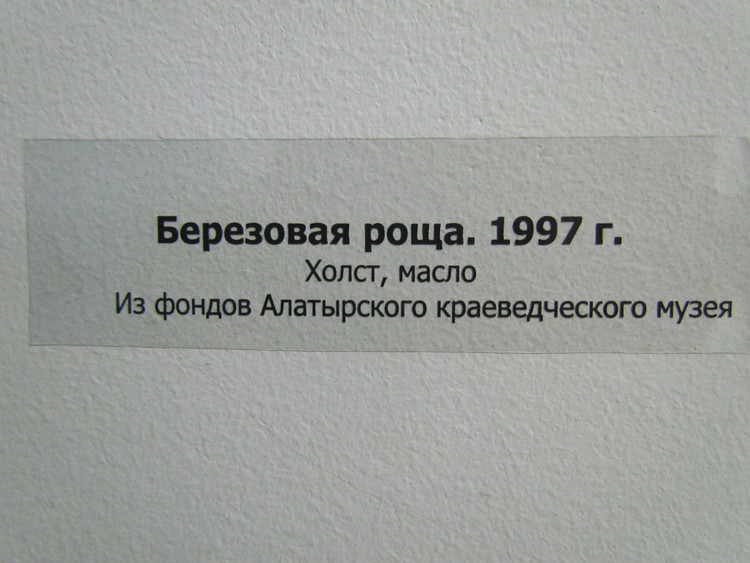 Березовая роща. 1997 г.
Холст, масло
Из фондов Алатырского краеведческого музея